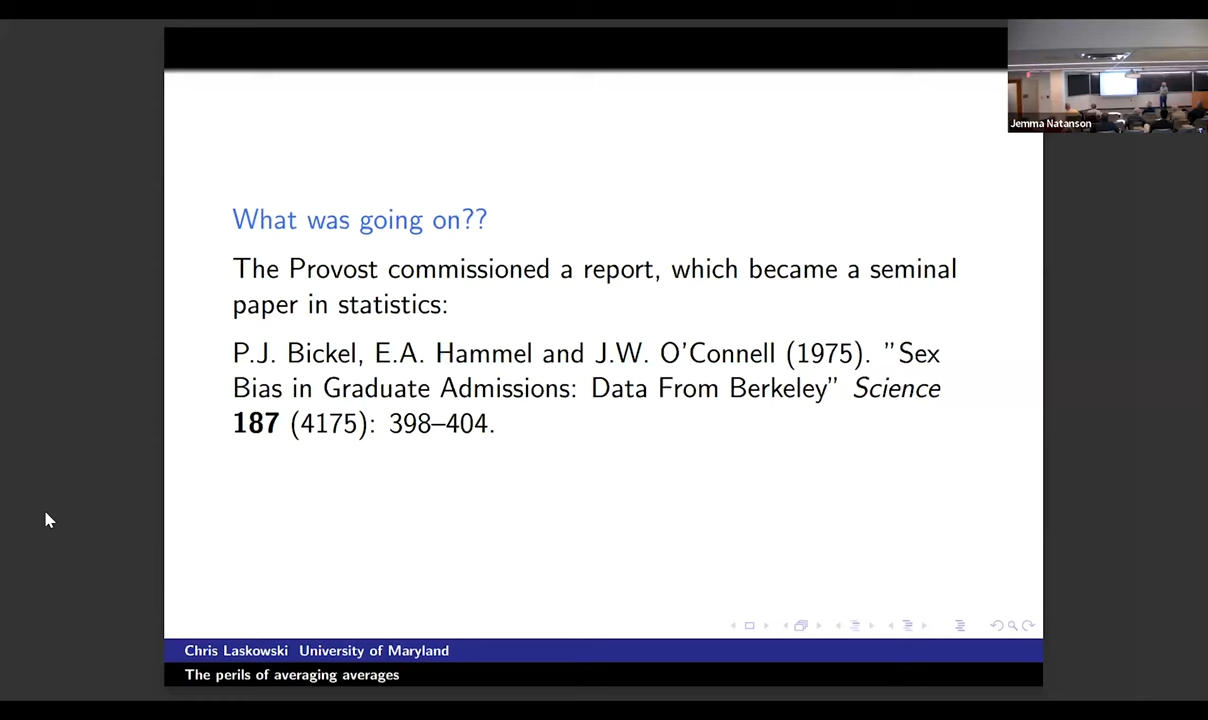 Jemma Natanson
What was going on??
The Provost commissioned a report, which became a seminal
paper in statistics:
P.J. Bickel, E.A. Hammel and J.W. O'Connell (1975). ”Sex
Bias in Graduate Admissions: Data From Berkeley” Science
187 (4175): 398–404.
Chris Laskowski University of Maryland
The perils of averaging averages